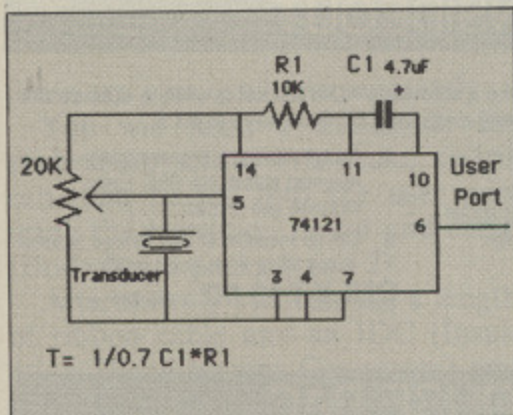 R1 C1 4.7uF
10K +
14 11 10 User
20K 5 Port
74121 6
Transducer
3 4 7
T= 1/0.7 C1*R1